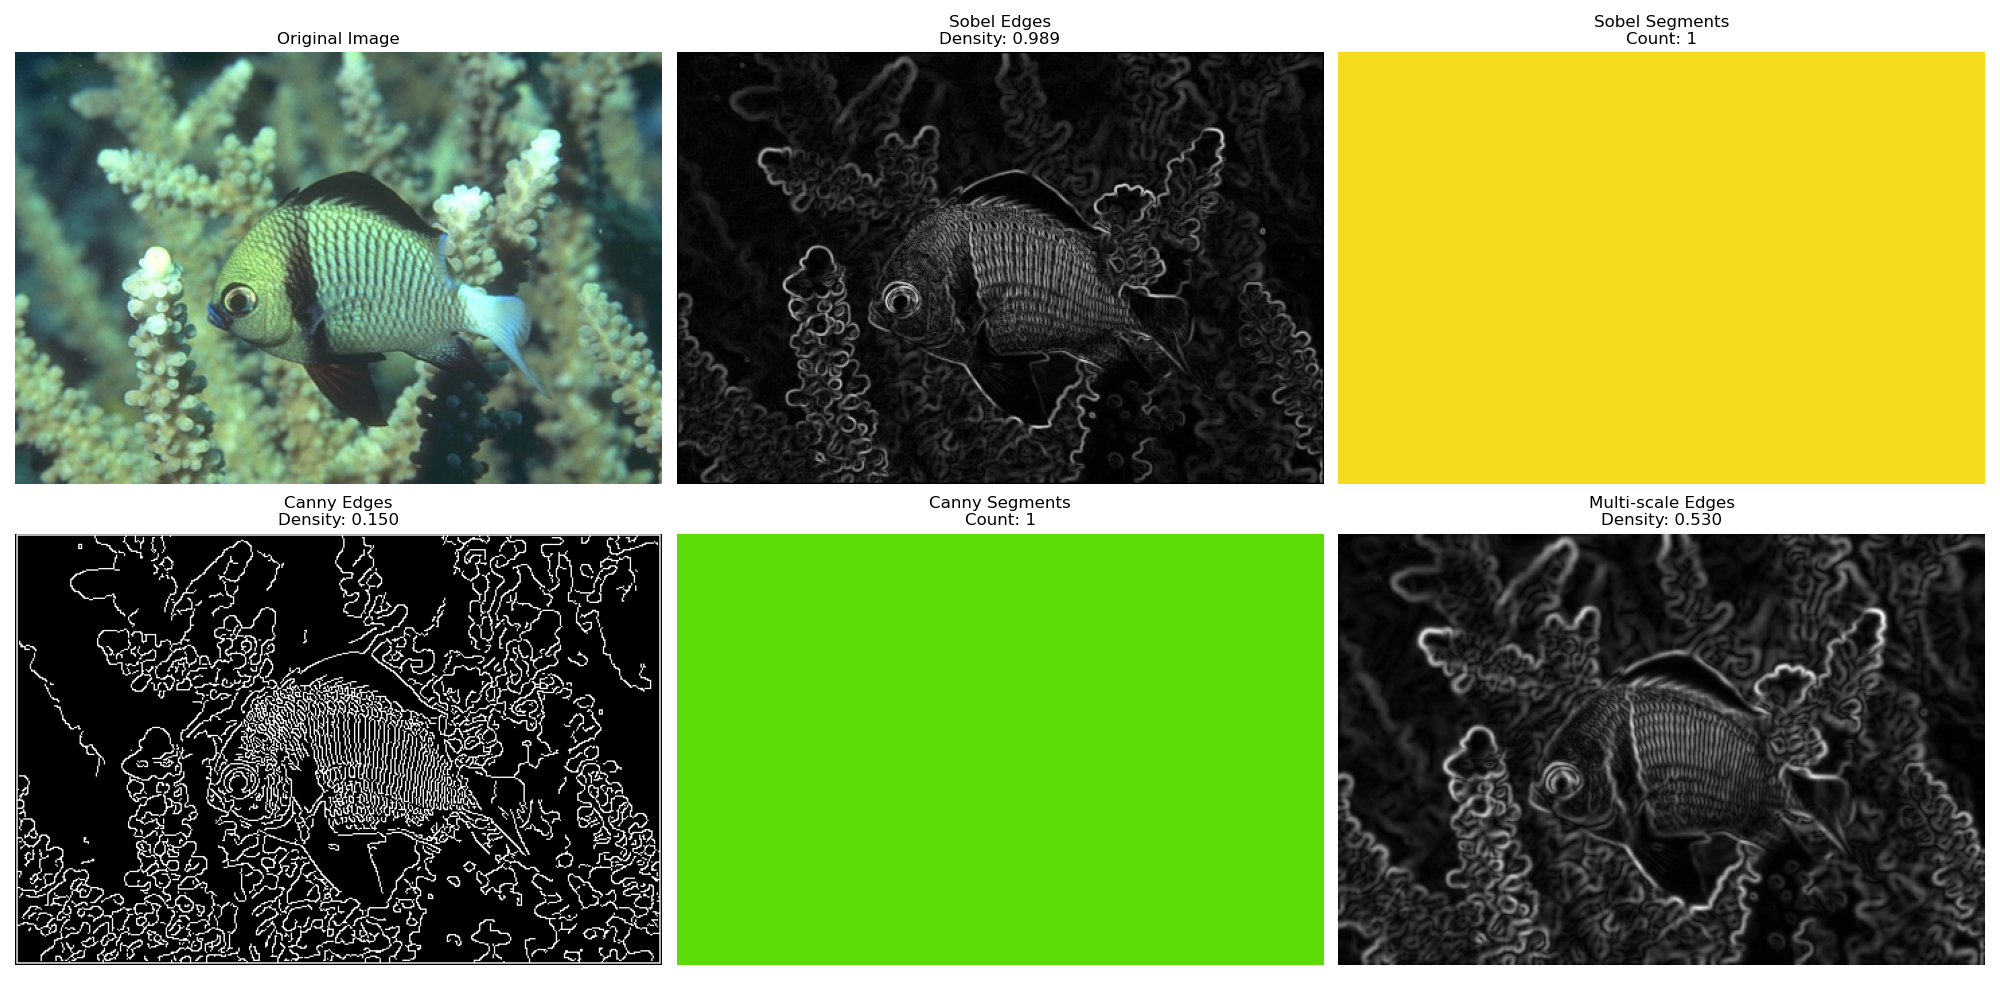 Original Image
Sobel Edges
Density: 0.989
Sobel Segments
Count: 1
Canny Edges
Density: 0.150
Canny Segments
Count: 1
Multi-scale Edges
Density: 0.530